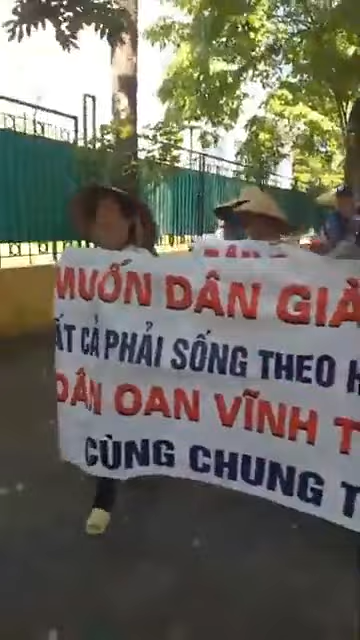 MUỐN DÂN GIÀ
ẤT CẢ PHẢI SỐNG THEO H
DÂN OAN VĨNH T
CÙNG CHUNG T